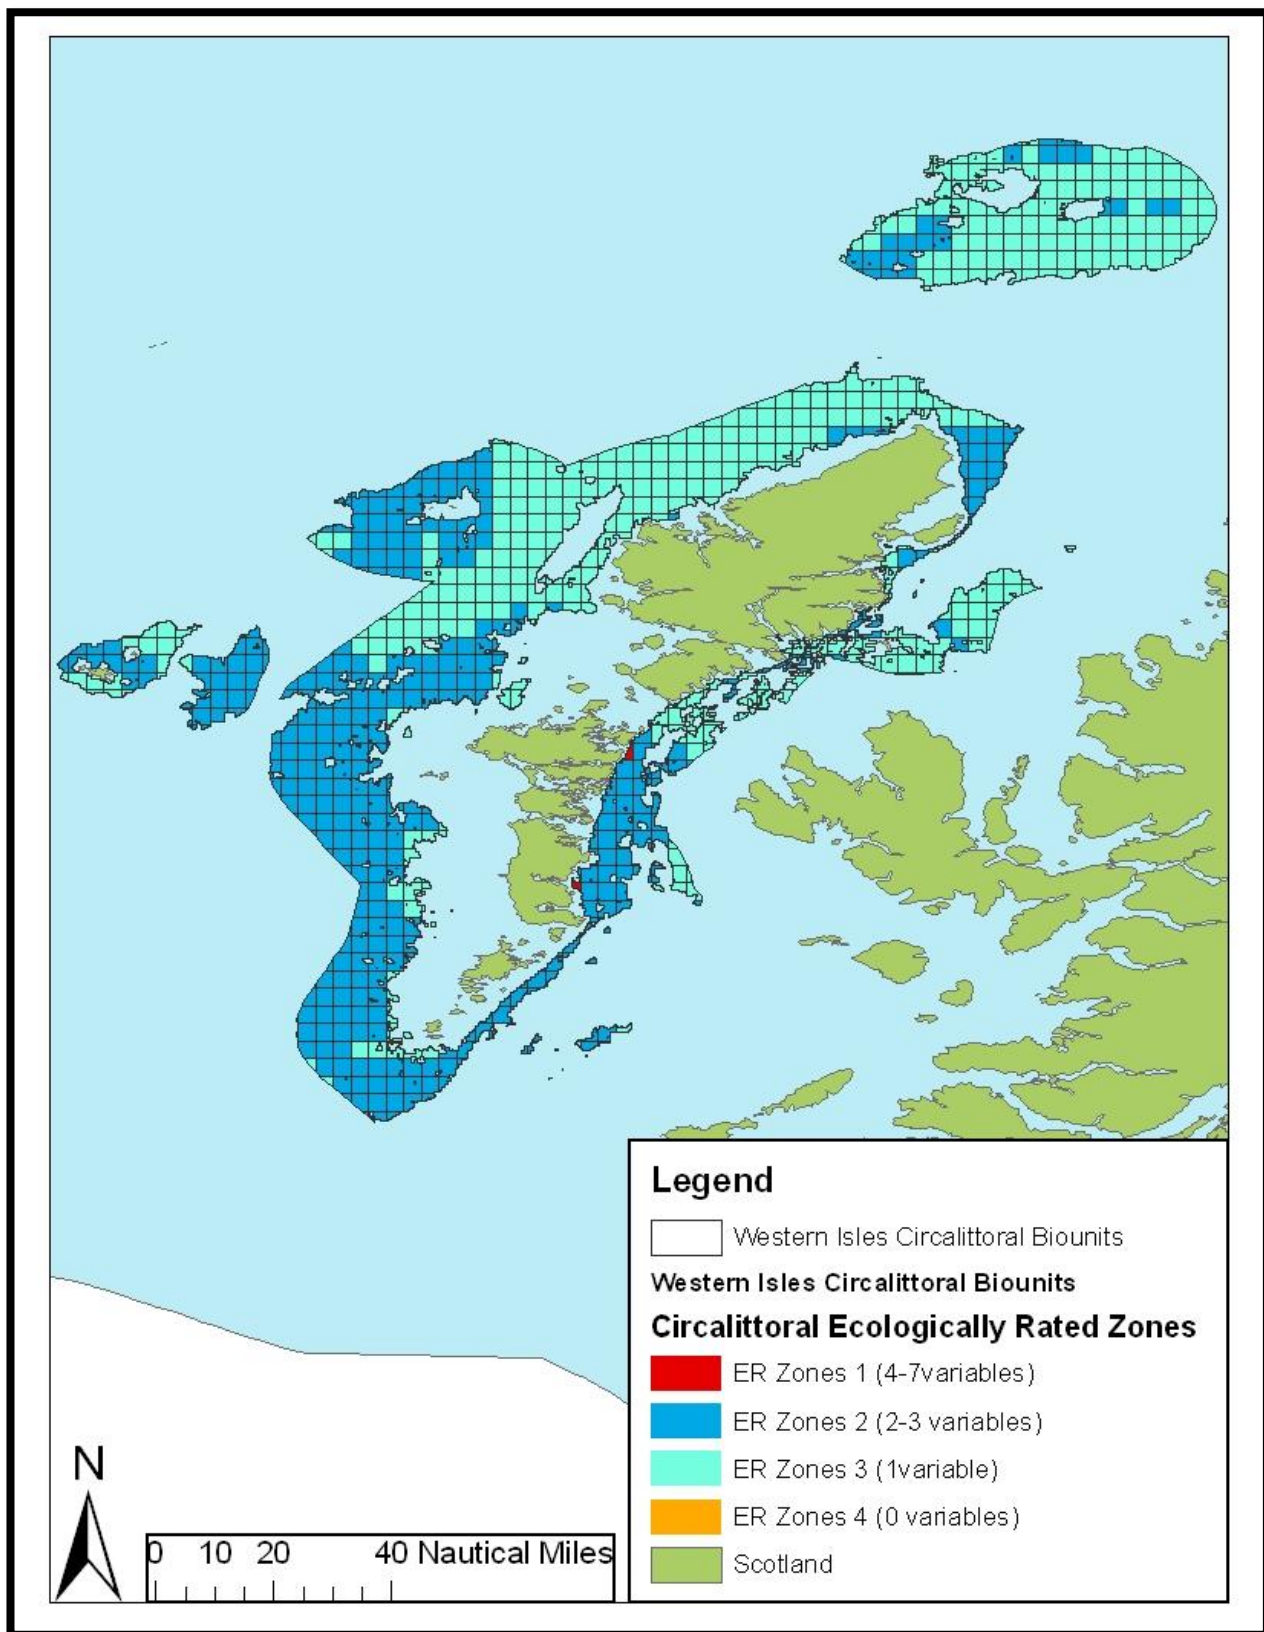 Legend
Western Isles Circalittoral Biounits
Western Isles Circalittoral Biounits
Circalittoral Ecologically Rated Zones
ER Zones 1 (4-7variables)
ER Zones 2 (2-3 variables)
ER Zones 3 (1variable)
ER Zones 4 (0 variables)
Scotland
N
0 10 20 40 Nautical Miles